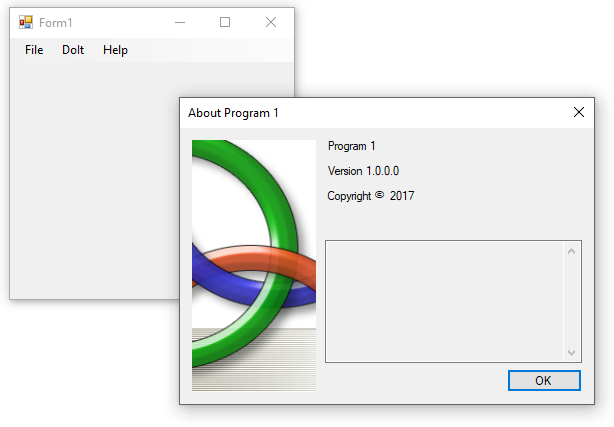 Form1
File DoIt Help
About Program 1
Program 1
Version 1.0.0.0
Copyright © 2017
OK